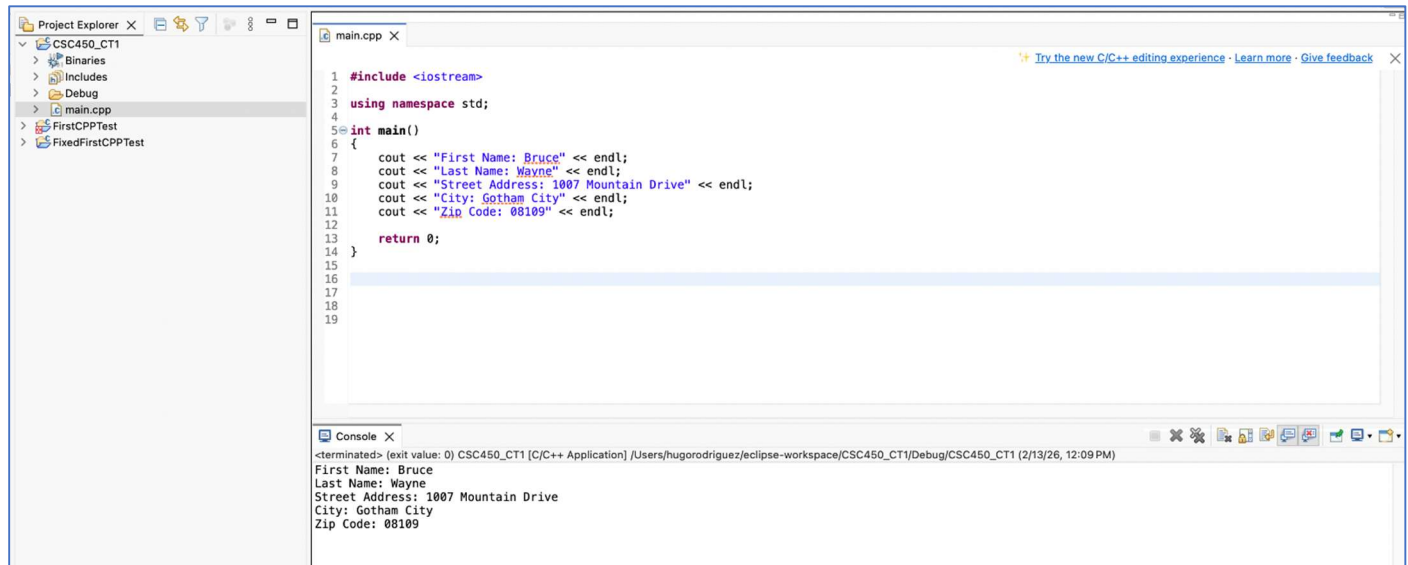 Project Explorer
CSC450_CT1
Binaries
Includes
Debug
main.cpp
FirstCPPTest
FixedFirstCPPTest
main.cpp
Try the new C/C++ editing experience · Learn more · Give feedback
1 #include <iostream>
2
3 using namespace std;
4
5 int main()
6 {
7     cout << "First Name: Bruce" << endl;
8     cout << "Last Name: Wayne" << endl;
9     cout << "Street Address: 1007 Mountain Drive" << endl;
10     cout << "City: Gotham City" << endl;
11     cout << "Zip Code: 08109" << endl;
12
13     return 0;
14 }
15
16
17
18
19
Console
<terminated> (exit value: 0) CSC450_CT1 [C/C++ Application] /Users/hugorodriguez/eclipse-workspace/CSC450_CT1/Debug/CSC450_CT1 (2/13/26, 12:09 PM)
First Name: Bruce
Last Name: Wayne
Street Address: 1007 Mountain Drive
City: Gotham City
Zip Code: 08109